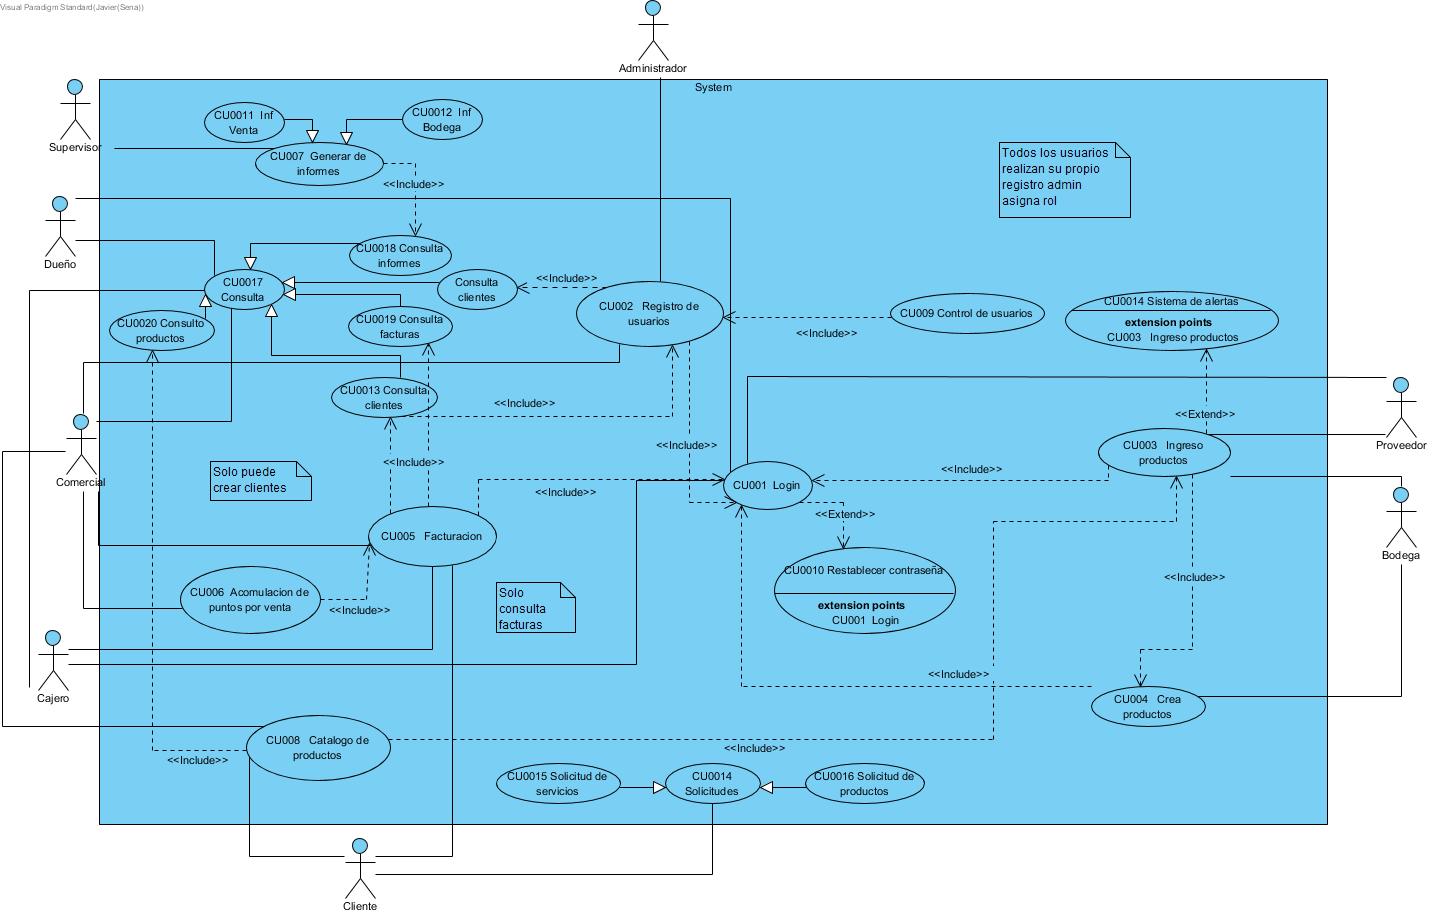 Visual Paradigm Standard(Javier(Sena))
Administrador
System
Supervisor
CU0011 Inf
Venta
CU0012 Inf
Bodega
CU007 Generar de
informes
<<Include>>
Todos los usuarios
realizan su propio
registro admin
asigna rol
Dueño
CU0018 Consulta
informes
CU0017
Consulta
Consulta
clientes
<<Include>>
CU002 Registro de
usuarios
<<Include>>
CU009 Control de usuarios
CU0014 Sistema de alertas
extension points
CU003 Ingreso productos
CU0020 Consulto
productos
CU0019 Consulta
facturas
CU0013 Consulta
clientes
<<Include>>
<<Extend>>
Proveedor
Comercial
Solo puede
crear clientes
<<Include>>
<<Include>>
CU003 Ingreso
productos
<<Include>>
<<Include>>
CU001 Login
<<Extend>>
CU005 Facturacion
Bodega
CU0010 Restablecer contraseña
extension points
CU001 Login
<<Include>>
CU006 Acomulacion de
puntos por venta
<<Include>>
Solo
consulta
facturas
Cajero
<<Include>>
CU004 Crea
productos
CU008 Catalogo de
productos
<<Include>>
<<Include>>
CU0015 Solicitud de
servicios
CU0014
Solicitudes
CU0016 Solicitud de
productos
Cliente